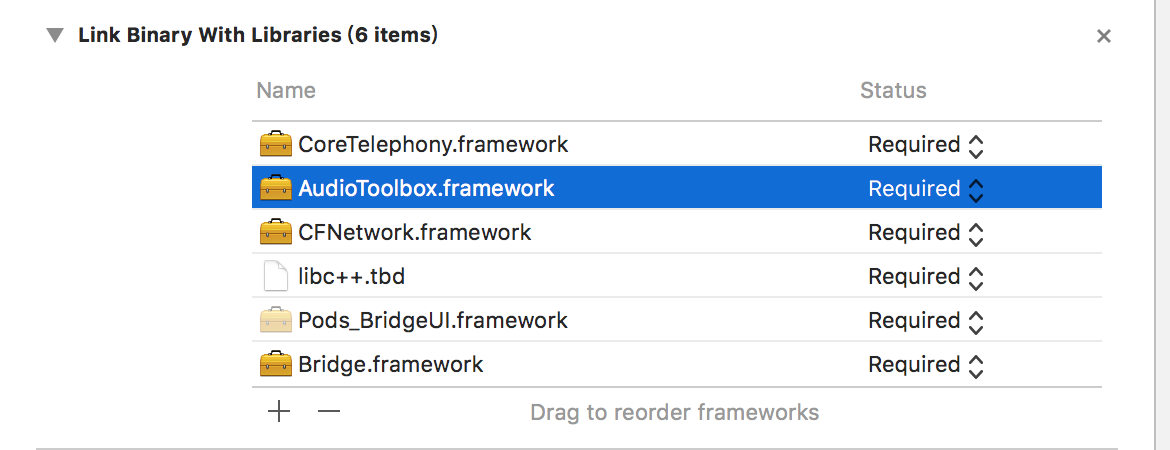 Link Binary With Libraries (6 items)
Name Status
CoreTelephony.framework Required
AudioToolbox.framework Required
CFNetwork.framework Required
libc++.tbd Required
Pods_BridgeUI.framework Required
Bridge.framework Required
Drag to reorder frameworks